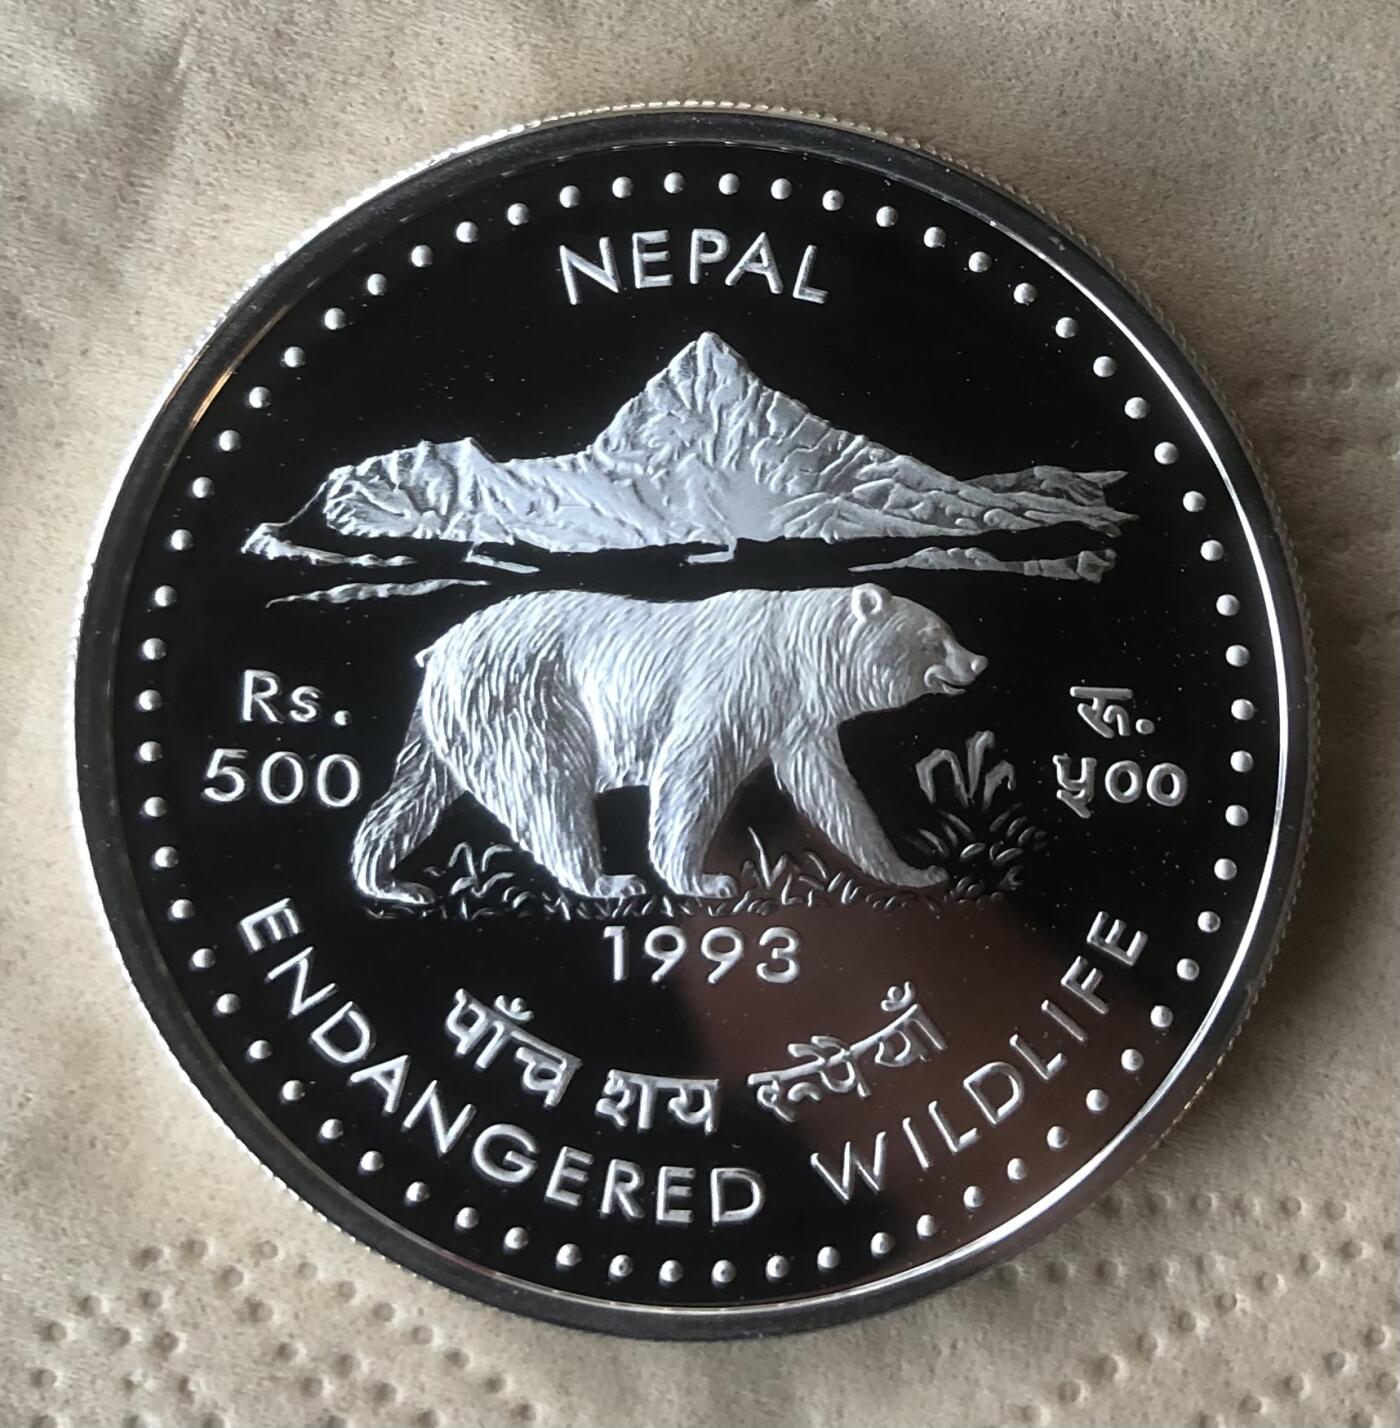 NEPAL
Rs.
500
रू.
५००
1993
पाँच शय रूपैयाँ
ENDANGERED WILDLIFE